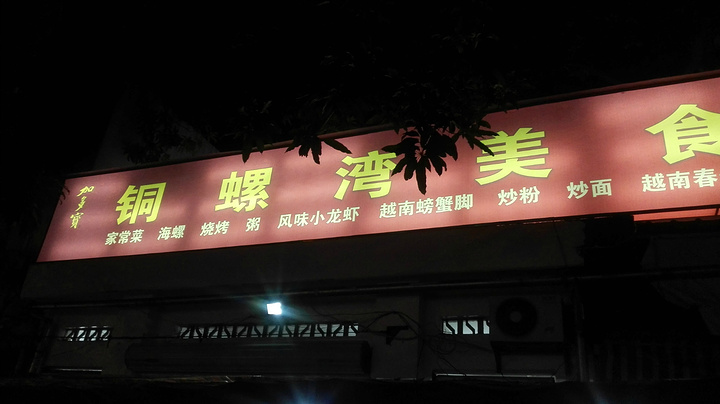 加多寶
铜螺湾美食
家常菜 海螺 烧烤 粥 风味小龙虾 越南螃蟹脚 炒粉 炒面 越南春